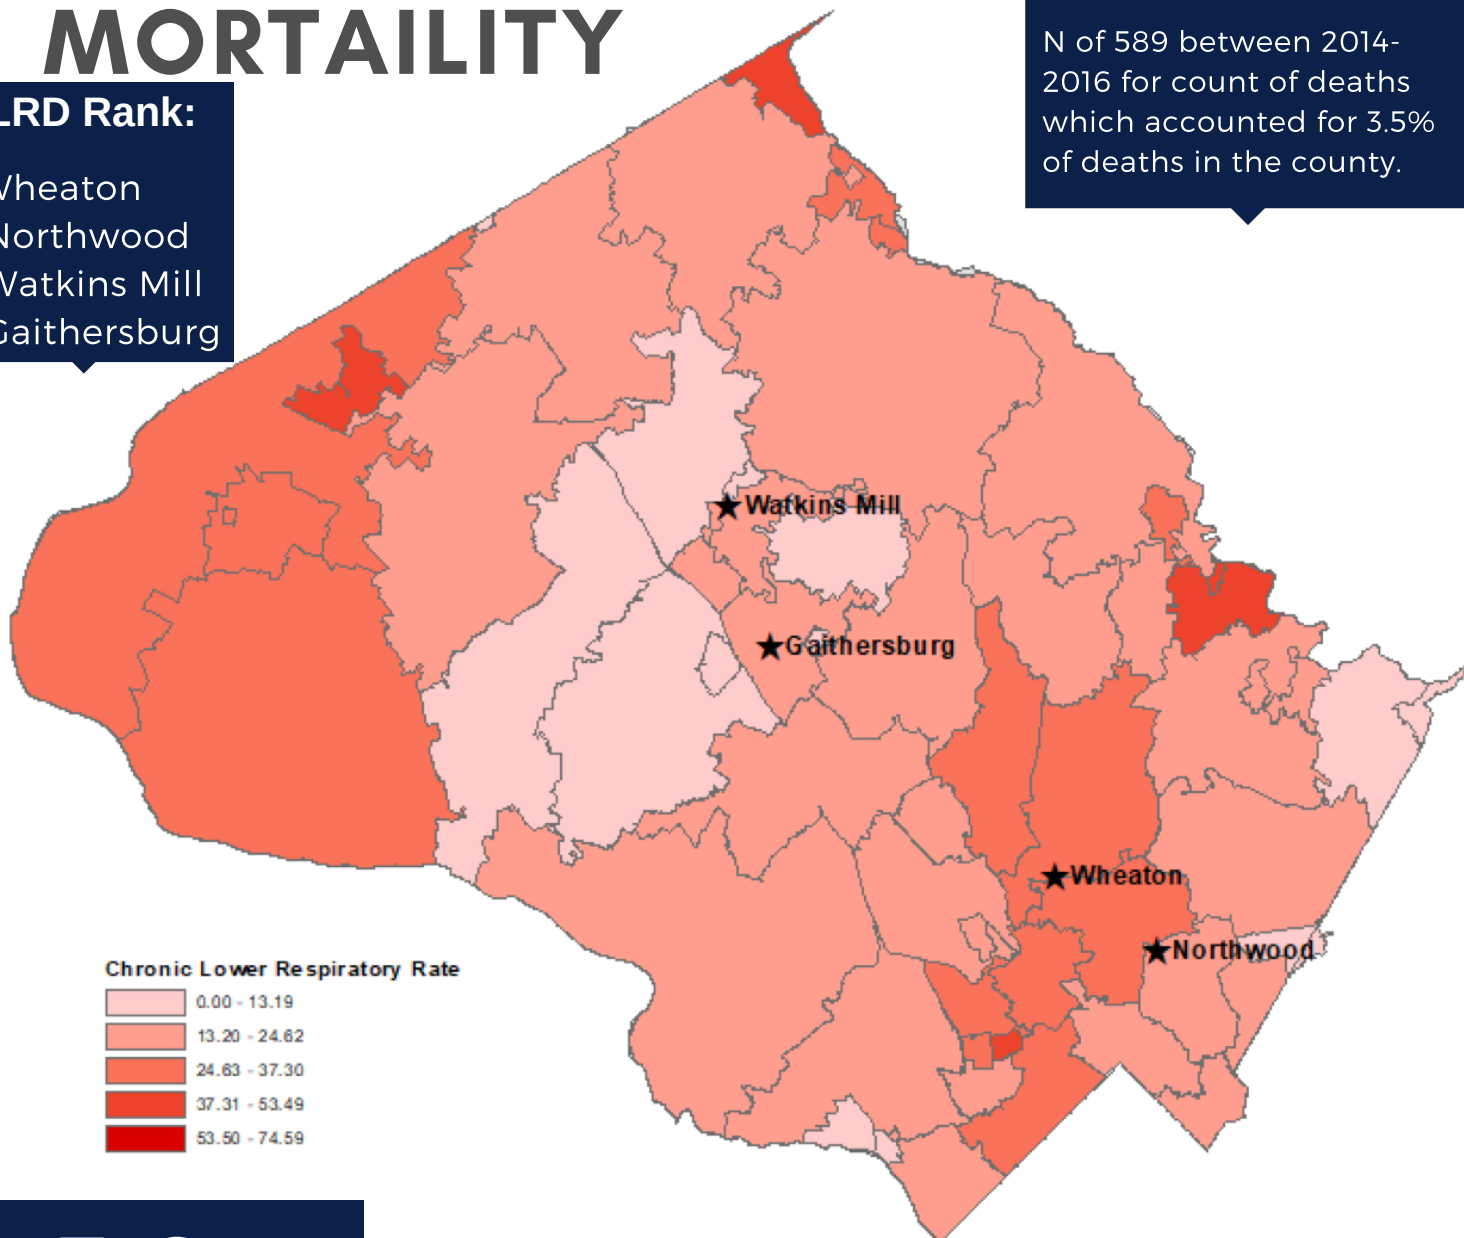 MORTAILITY
LRD Rank:
Wheaton
Northwood
Watkins Mill
Gaithersburg
N of 589 between 2014-
2016 for count of deaths
which accounted for 3.5%
of deaths in the county.
Watkins Mill
Gaithersburg
Wheaton
Northwood
Chronic Lower Respiratory Rate
0.00 - 13.19
13.20 - 24.62
24.63 - 37.30
37.31 - 53.49
53.50 - 74.59